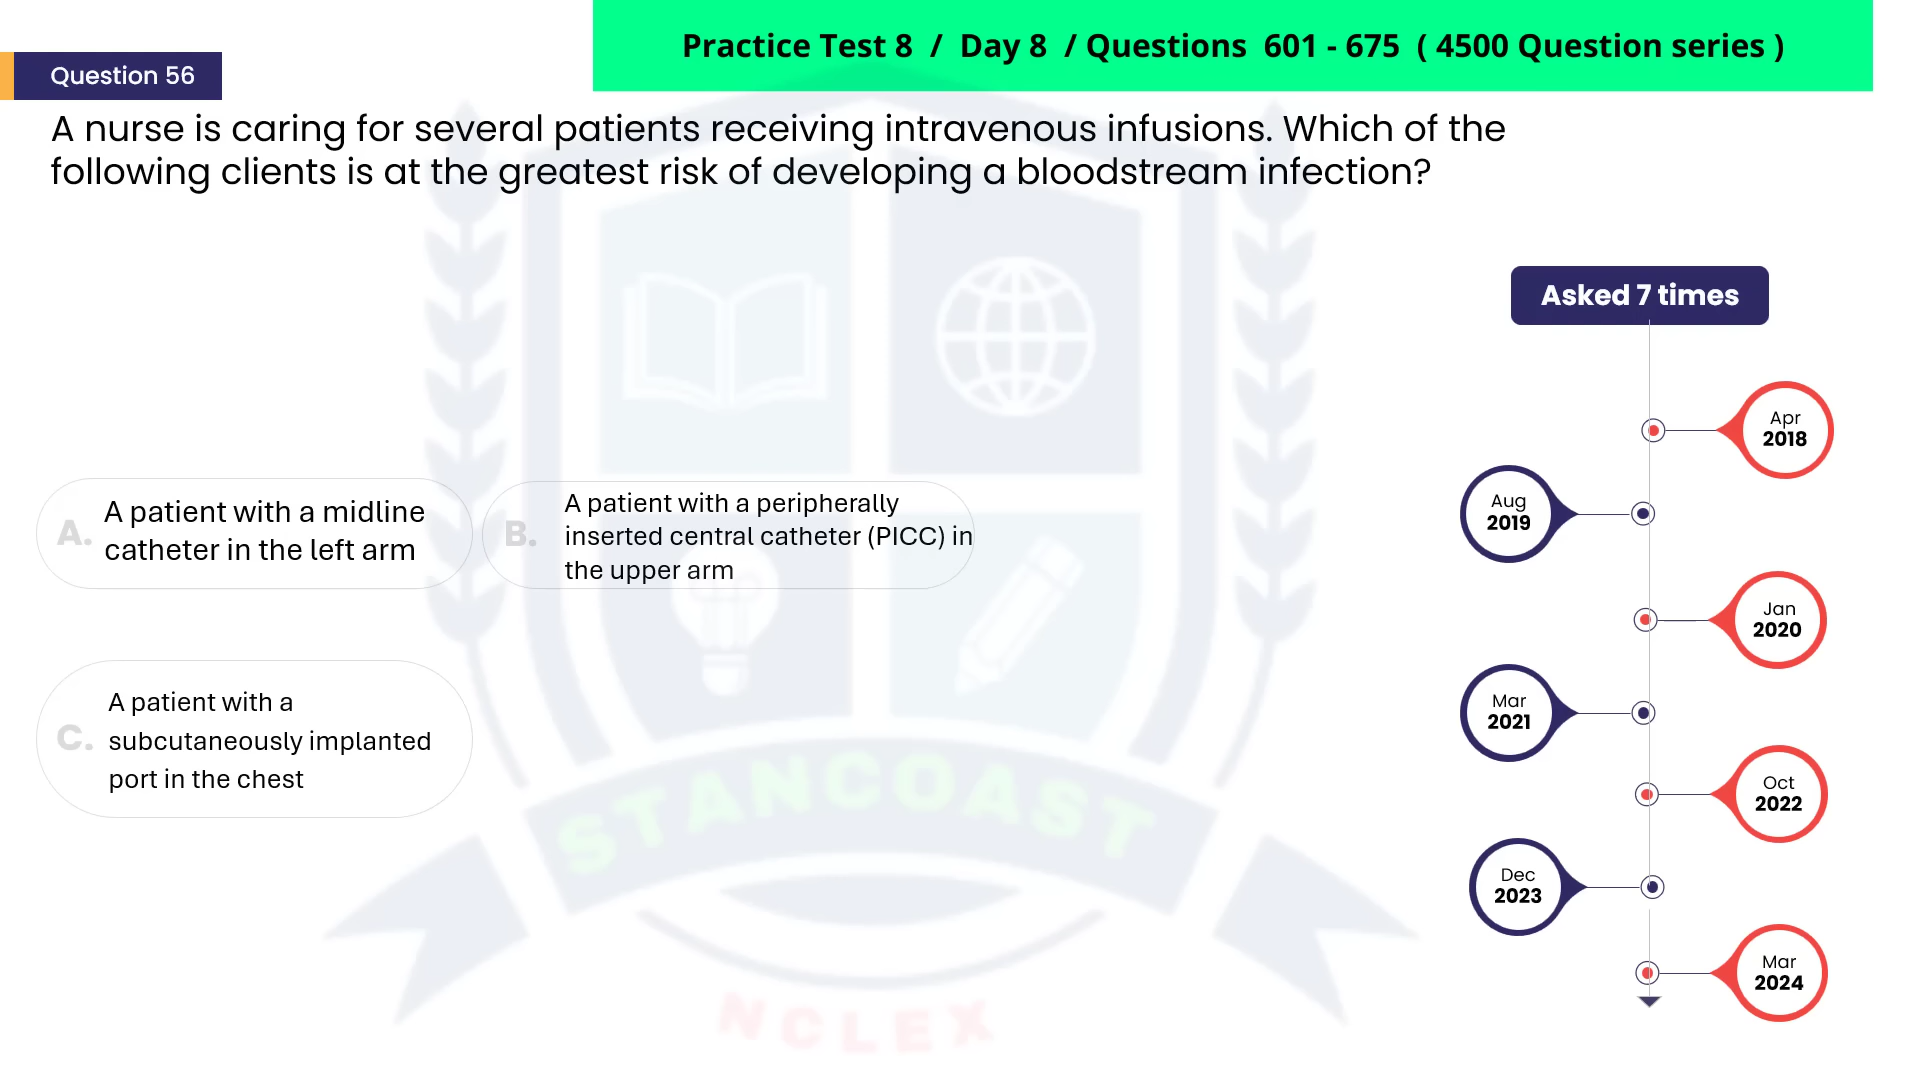 Practice Test 8 / Day 8 / Questions 601 - 675 ( 4500 Question series )
Question 56
A nurse is caring for several patients receiving intravenous infusions. Which of the
following clients is at the greatest risk of developing a bloodstream infection?
Asked 7 times
Apr
2018
Aug
2019
Jan
2020
Mar
2021
Oct
2022
Dec
2023
Mar
2024
A.
A patient with a midline
catheter in the left arm
B.
A patient with a peripherally
inserted central catheter (PICC) in
the upper arm
C.
A patient with a
subcutaneously implanted
port in the chest
STANCOAST
NCLEX